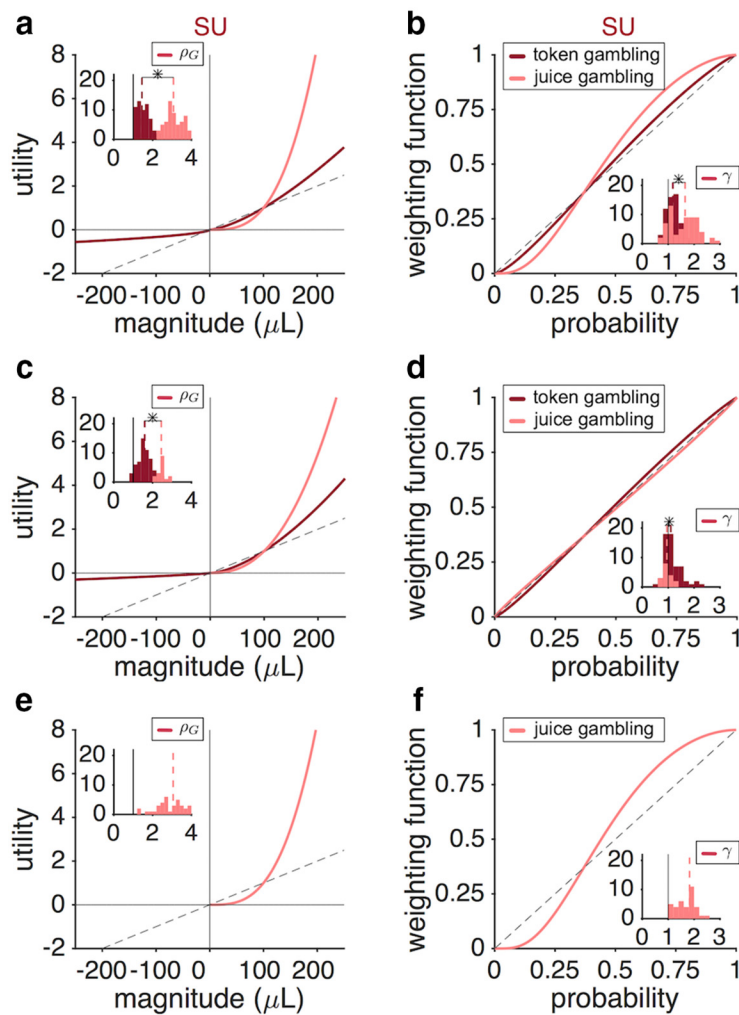 a
SU
ρG
*
20
10
0
0 2 4
8
6
4
2
0
-2
utility
-200 -100 0 100 200
magnitude (μL)
b
SU
token gambling
juice gambling
1
0.75
0.5
0.25
0
weighting function
γ
*
20
10
0
0 1 2 3
0 0.25 0.5 0.75 1
probability
c
ρG
*
20
10
0
0 2 4
8
6
4
2
0
-2
utility
-200 -100 0 100 200
magnitude (μL)
d
token gambling
juice gambling
1
0.75
0.5
0.25
0
weighting function
γ
*
20
10
0
0 1 2 3
0 0.25 0.5 0.75 1
probability
e
ρG
20
10
0
0 2 4
8
6
4
2
0
-2
utility
-200 -100 0 100 200
magnitude (μL)
f
juice gambling
1
0.75
0.5
0.25
0
weighting function
γ
20
10
0
0 1 2 3
0 0.25 0.5 0.75 1
probability